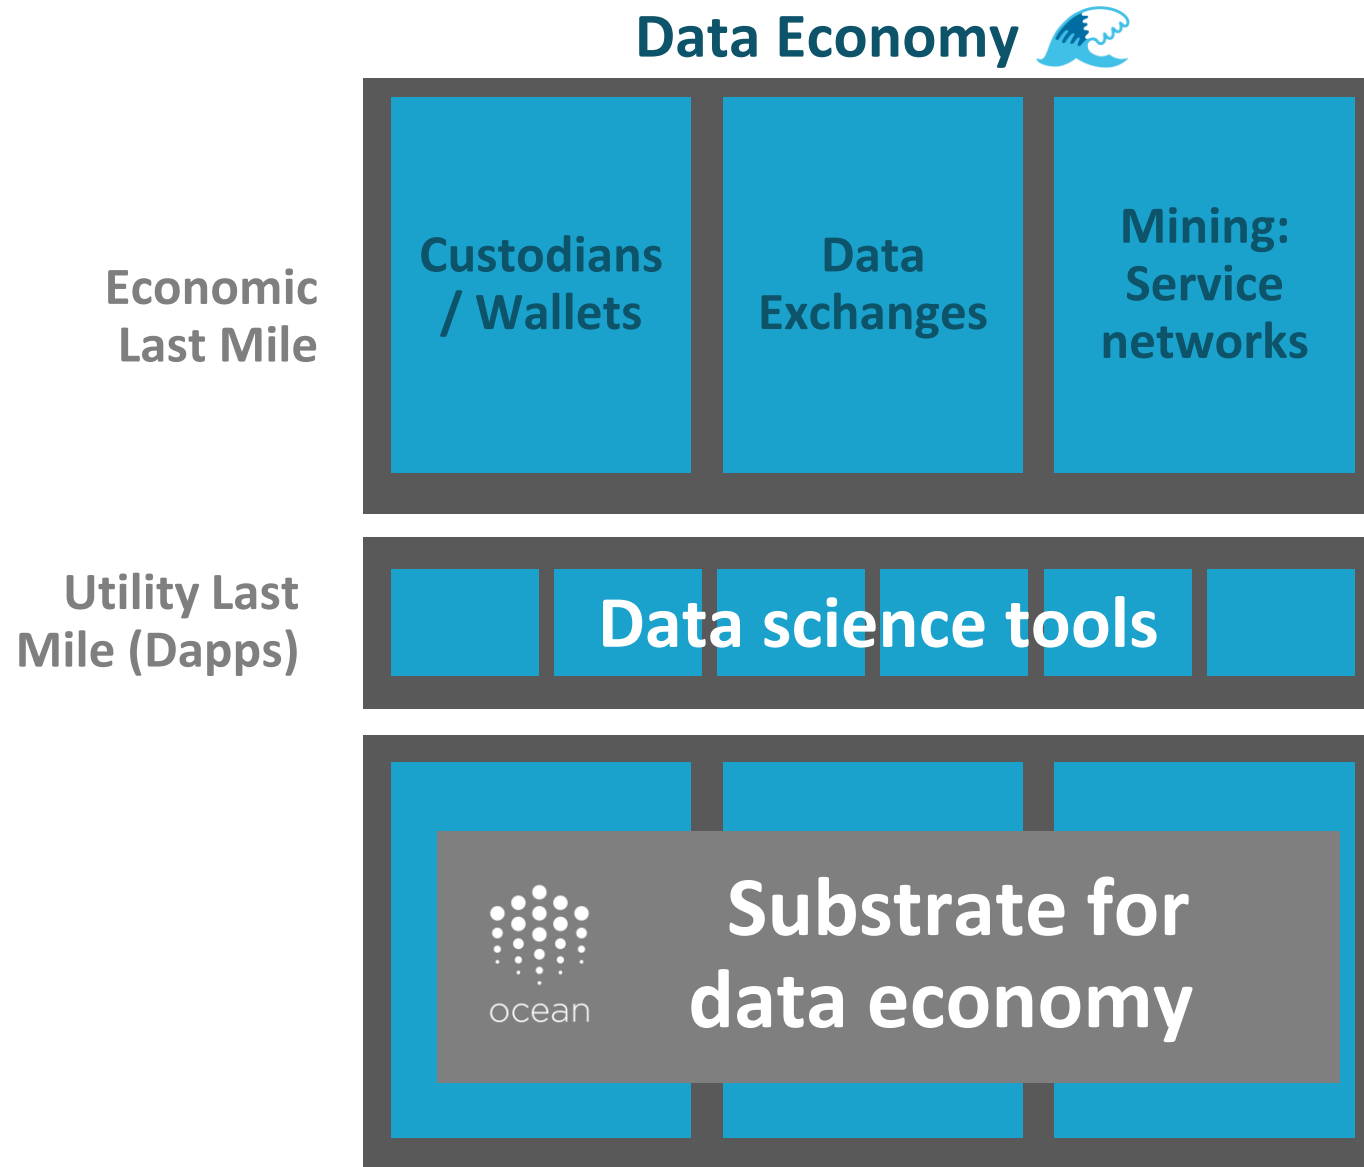 Data Economy
Economic
Last Mile
Custodians
/ Wallets
Data
Exchanges
Mining:
Service
networks
Utility Last
Mile (Dapps)
Data science tools
ocean
Substrate for
data economy